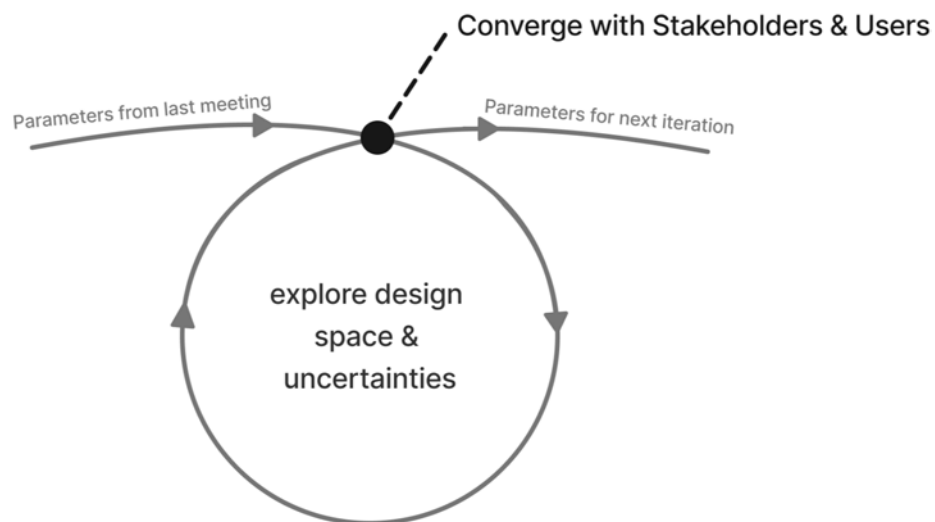 Converge with Stakeholders & Users
Parameters from last meeting
Parameters for next iteration
explore design
space &
uncertainties